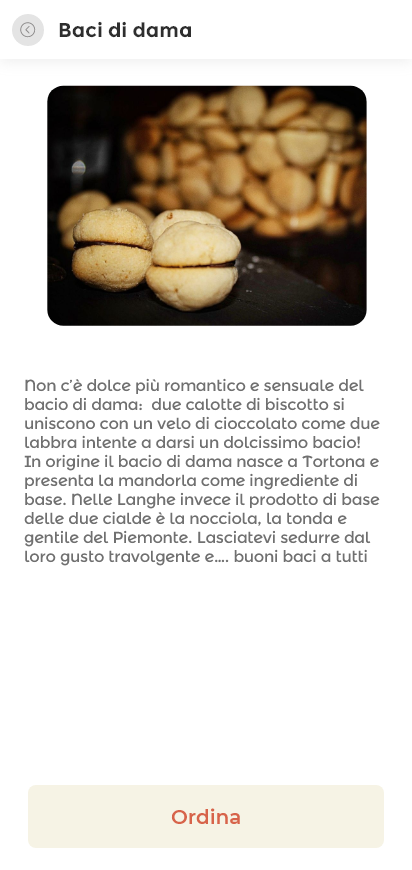 Baci di dama
Non c'è dolce più romantico e sensuale del
bacio di dama:  due calotte di biscotto si
uniscono con un velo di cioccolato come due
labbra intente a darsi un dolcissimo bacio!
In origine il bacio di dama nasce a Tortona e
presenta la mandorla come ingrediente di
base. Nelle Langhe invece il prodotto di base
delle due cialde è la nocciola, la tonda e
gentile del Piemonte. Lasciatevi sedurre dal
loro gusto travolgente e.... buoni baci a tutti
Ordina